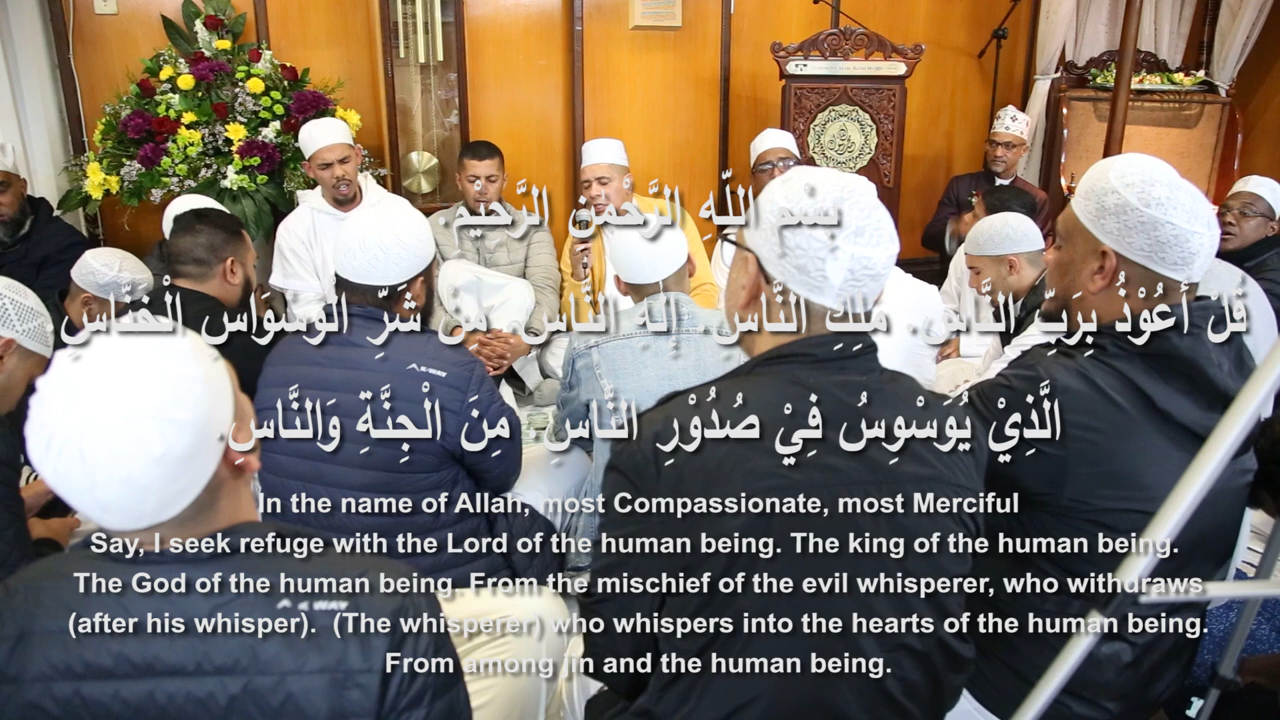 بِسْمِ اللّٰهِ الرَّحْمٰنِ الرَّحِيْمِ.
قُلْ أَعُوْذُ بِرَبِّ النَّاسِ. مَلِكِ النَّاسِ. إِلٰهِ النَّاسِ. مِنْ شَرِّ الْوَسْوَاسِ الْخَنَّاسِ.
الَّذِيْ يُوَسْوِسُ فِيْ صُدُوْرِ النَّاسِ. مِنَ الْجِنَّةِ وَالنَّاسِ.
In the name of Allah, most Compassionate, most Merciful
Say, I seek refuge with the Lord of the human being. The king of the human being.
The God of the human being. From the mischief of the evil whisperer, who withdraws
(after his whisper). (The whisperer) who whispers into the hearts of the human being.
From among jin and the human being.